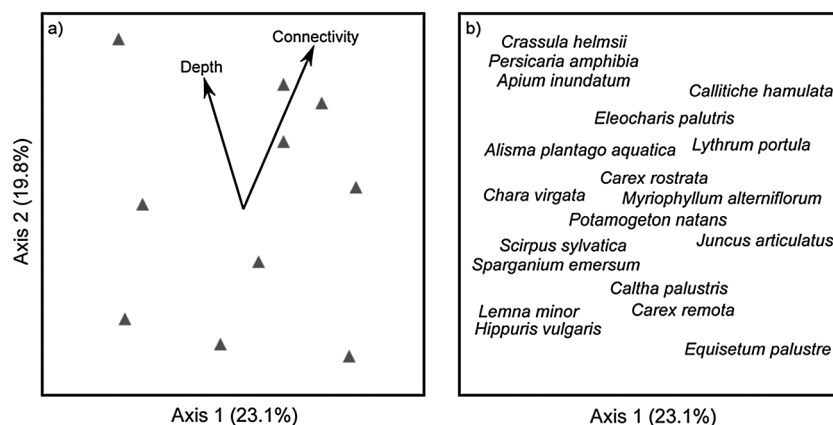 a)
Connectivity
Depth
Axis 2 (19.8%)
Axis 1 (23.1%)
b)
Crassula helmsii
Persicaria amphibia
Apium inundatum
Callitiche hamulata
Eleocharis palutris
Alisma plantago aquatica
Lythrum portula
Carex rostrata
Chara virgata
Myriophyllum alterniflorum
Potamogeton natans
Scirpus sylvatica
Juncus articulatus
Sparganium emersum
Caltha palustris
Lemna minor
Carex remota
Hippuris vulgaris
Equisetum palustre
Axis 1 (23.1%)